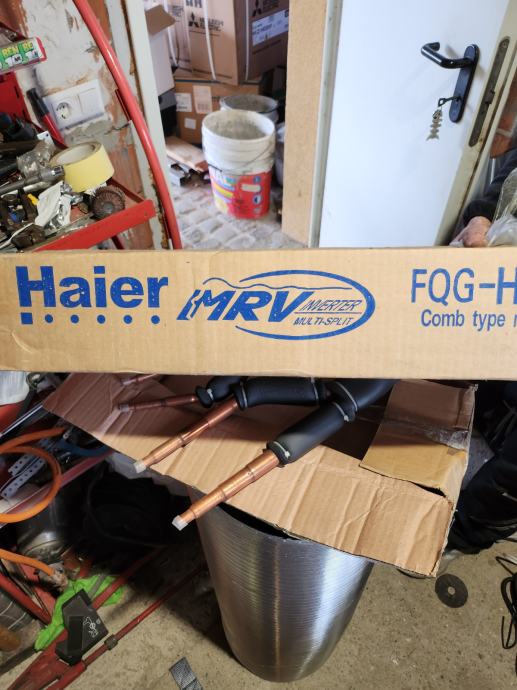 Haier
MRV
INVERTER
MULTI-SPLIT
FQG-H
Comb type